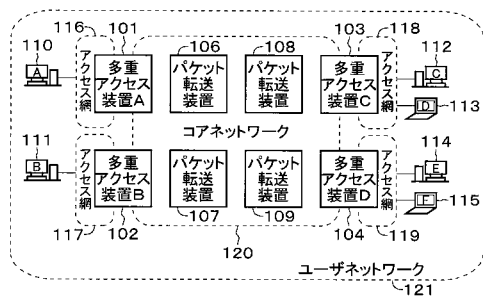 116
101
103
118
110
A
アクセス網
多重
アクセス
装置A
106
パケット
転送
装置
108
パケット
転送
装置
多重
アクセス
装置C
アクセス網
C
112
D
113
コアネットワーク
111
B
アクセス網
多重
アクセス
装置B
パケット
転送
装置
107
パケット
転送
装置
109
多重
アクセス
装置D
アクセス網
114
E
F
115
117
102
120
104
119
ユーザネットワーク
121